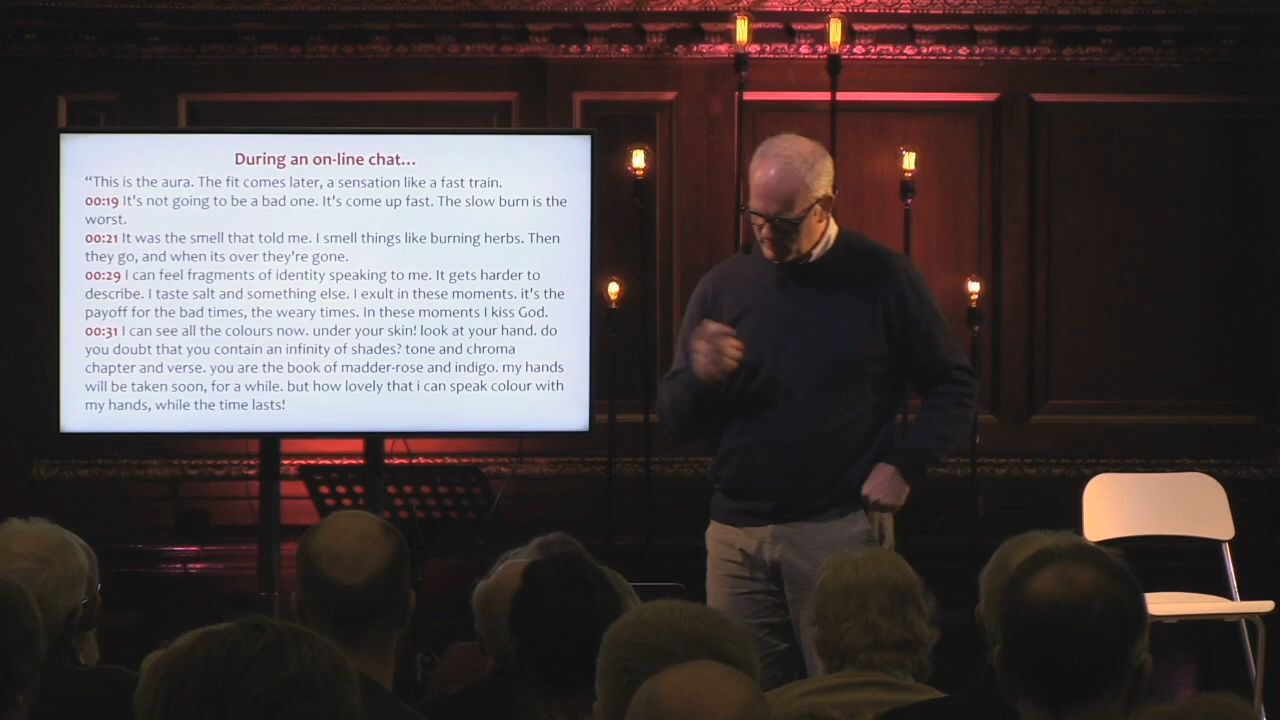 During an on-line chat…
“This is the aura. The fit comes later, a sensation like a fast train.
00:19 It's not going to be a bad one. It's come up fast. The slow burn is the
worst.
00:21 It was the smell that told me. I smell things like burning herbs. Then
they go, and when its over they're gone.
00:29 I can feel fragments of identity speaking to me. It gets harder to
describe. I taste salt and something else. I exult in these moments. it's the
payoff for the bad times, the weary times. In these moments I kiss God.
00:31 I can see all the colours now. under your skin! look at your hand. do
you doubt that you contain an infinity of shades? tone and chroma
chapter and verse. you are the book of madder-rose and indigo. my hands
will be taken soon, for a while. but how lovely that i can speak colour with
my hands, while the time lasts!